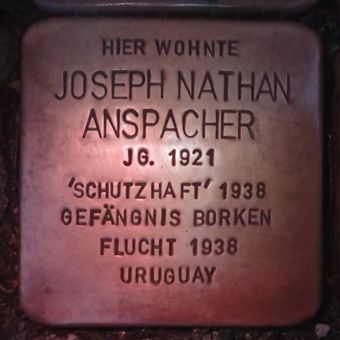 HIER WOHNTE
JOSEPH NATHAN
ANSPACHER
JG. 1921
'SCHUTZHAFT' 1938
GEFÄNGNIS BORKEN
FLUCHT 1938
URUGUAY